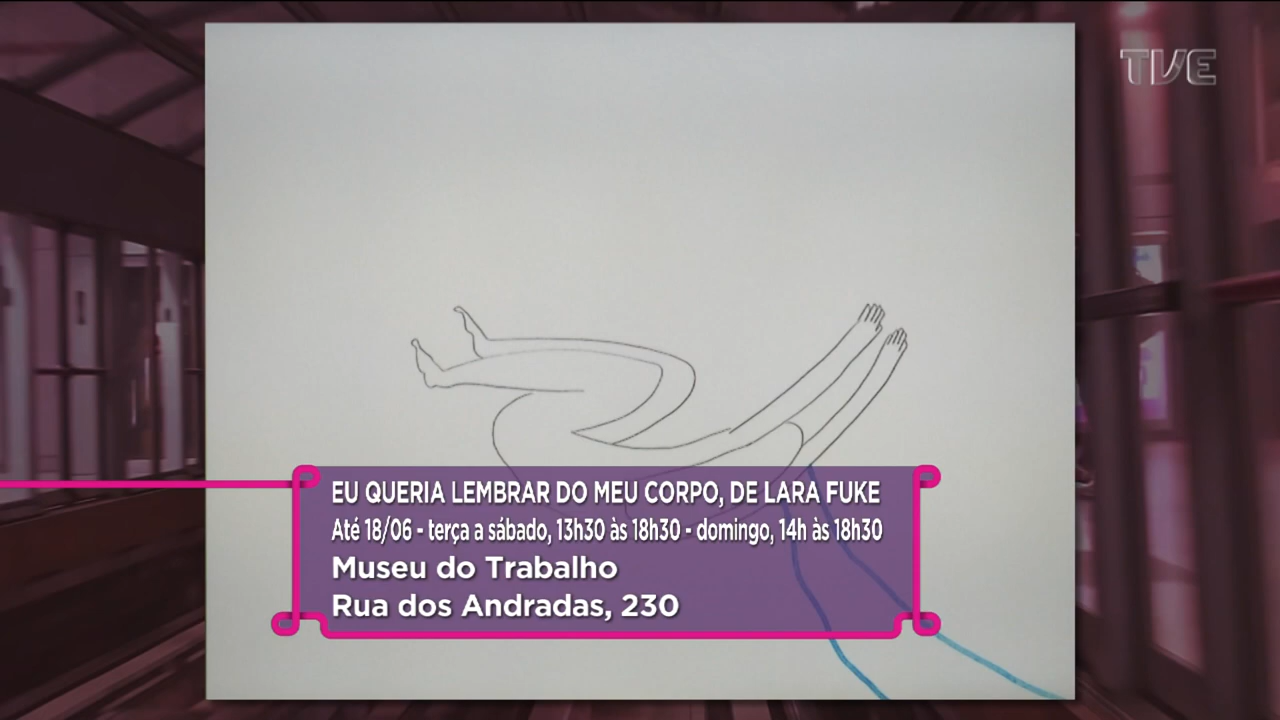 TVE
EU QUERIA LEMBRAR DO MEU CORPO, DE LARA FUKE
Até 18/06 - terça a sábado, 13h30 às 18h30 - domingo, 14h às 18h30
Museu do Trabalho
Rua dos Andradas, 230